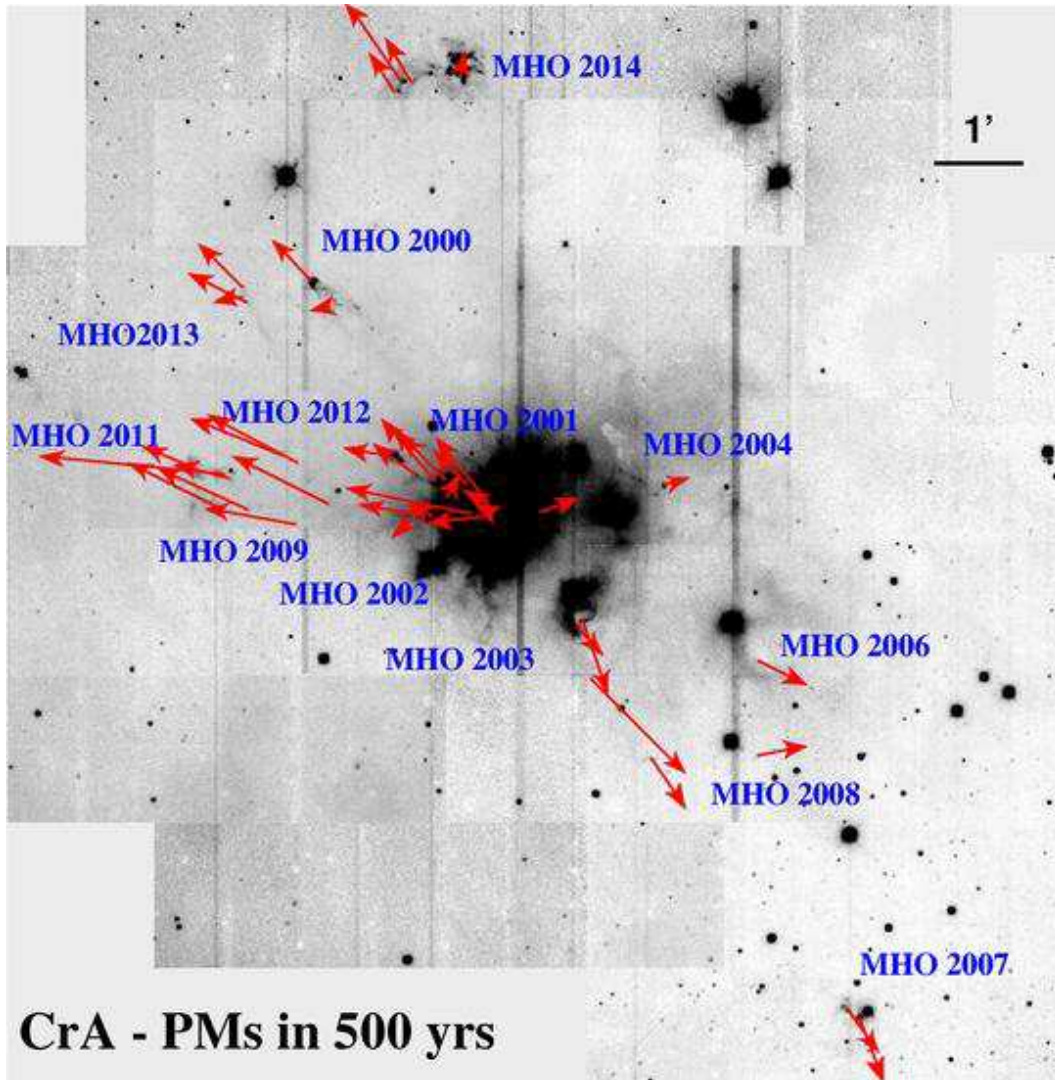 MHO 2014
1’
MHO 2000
MHO2013
MHO 2012
MHO 2001
MHO 2011
MHO 2004
MHO 2009
MHO 2002
MHO 2003
MHO 2006
MHO 2008
MHO 2007
CrA - PMs in 500 yrs